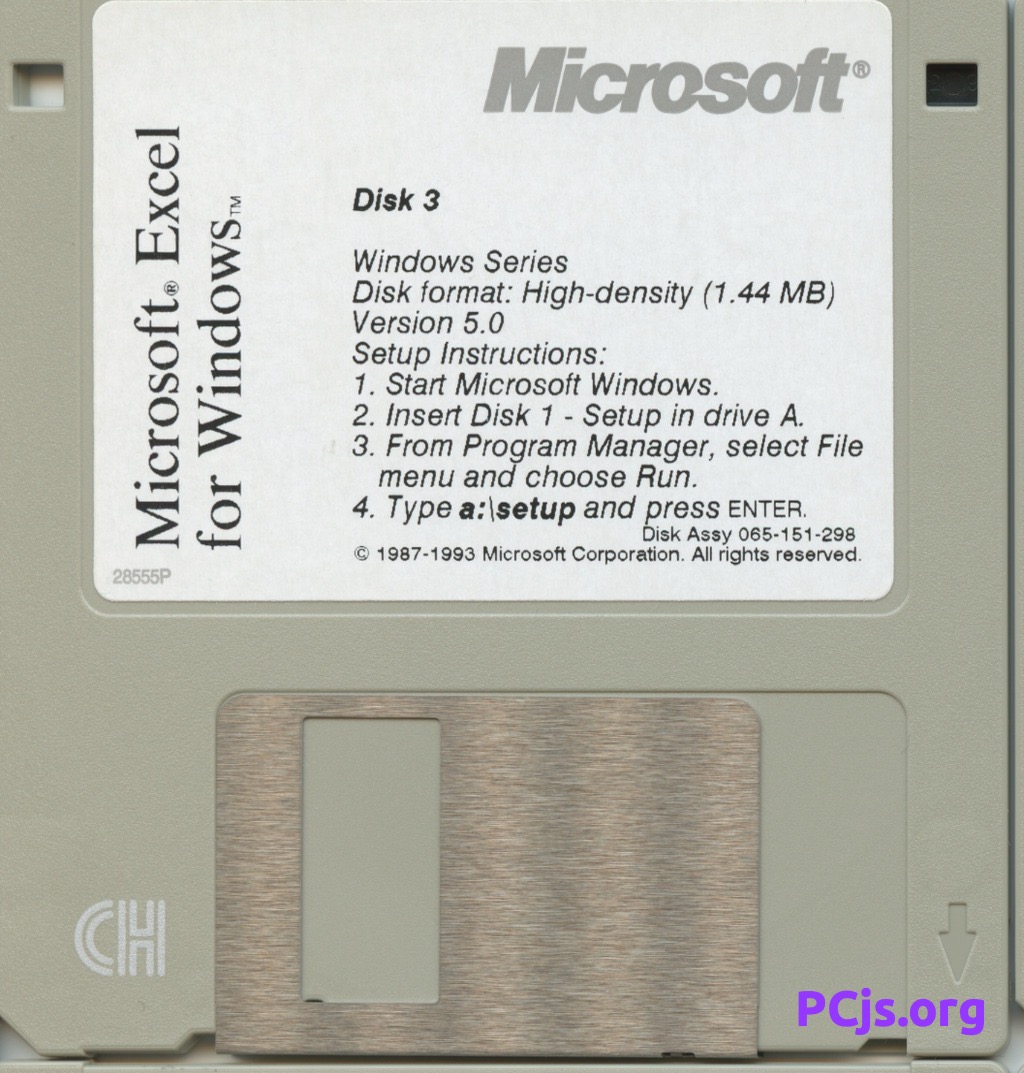 Microsoft®
Microsoft® Excel
for Windows™
Disk 3
Windows Series
Disk format: High-density (1.44 MB)
Version 5.0
Setup Instructions:
1. Start Microsoft Windows.
2. Insert Disk 1 - Setup in drive A.
3. From Program Manager, select File
menu and choose Run.
4. Type a:\setup and press ENTER.
Disk Assy 065-151-298
© 1987-1993 Microsoft Corporation. All rights reserved.
28555P
CH
PCjs.org